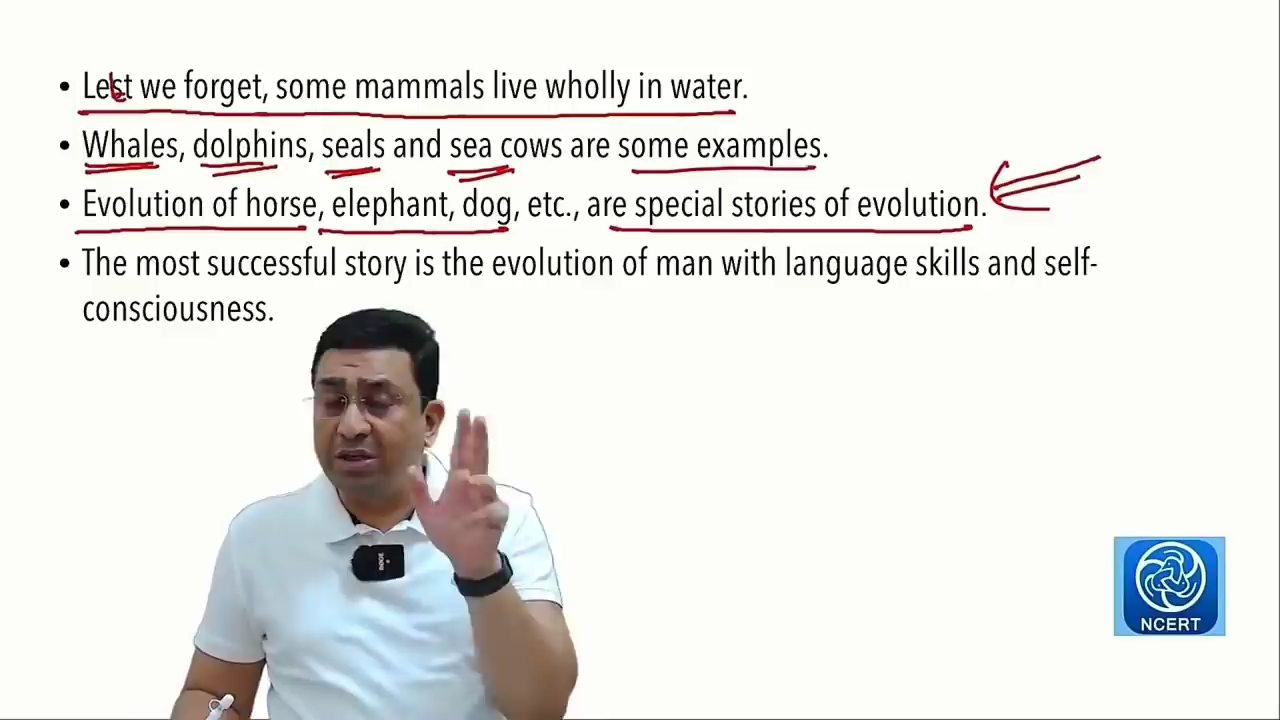 • Lest we forget, some mammals live wholly in water.
• Whales, dolphins, seals and sea cows are some examples.
• Evolution of horse, elephant, dog, etc., are special stories of evolution.
• The most successful story is the evolution of man with language skills and self-
consciousness.
RØDE
NCERT